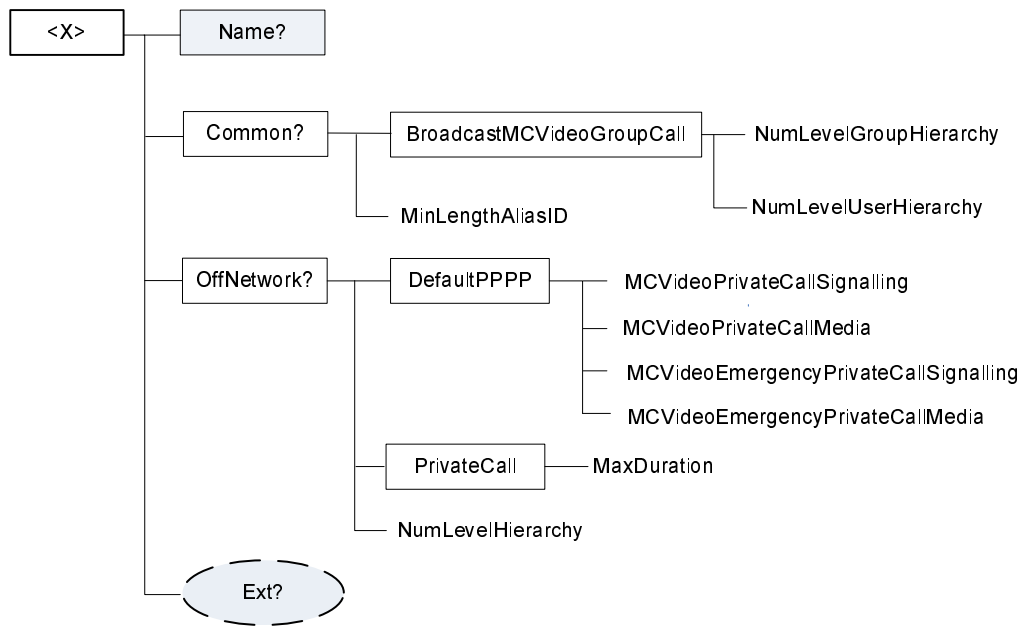 <X>
Name?
Common?
BroadcastMCVideoGroupCall
NumLevelGroupHierarchy
NumLevelUserHierarchy
MinLengthAliasID
OffNetwork?
DefaultPPPP
MCVideoPrivateCallSignalling
MCVideoPrivateCallMedia
MCVideoEmergencyPrivateCallSignalling
MCVideoEmergencyPrivateCallMedia
PrivateCall
MaxDuration
NumLevelHierarchy
Ext?